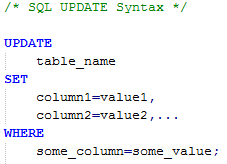 /* SQL UPDATE Syntax */
UPDATE
table_name
SET
column1=value1,
column2=value2,...
WHERE
some_column=some_value;